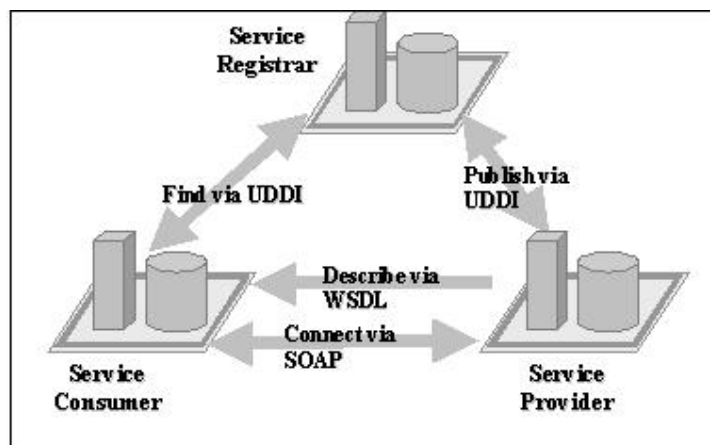 Service
Registrar
Find via UDDI
Publish via
UDDI
Describe via
WSDL
Connect via
SOAP
Service
Consumer
Service
Provider